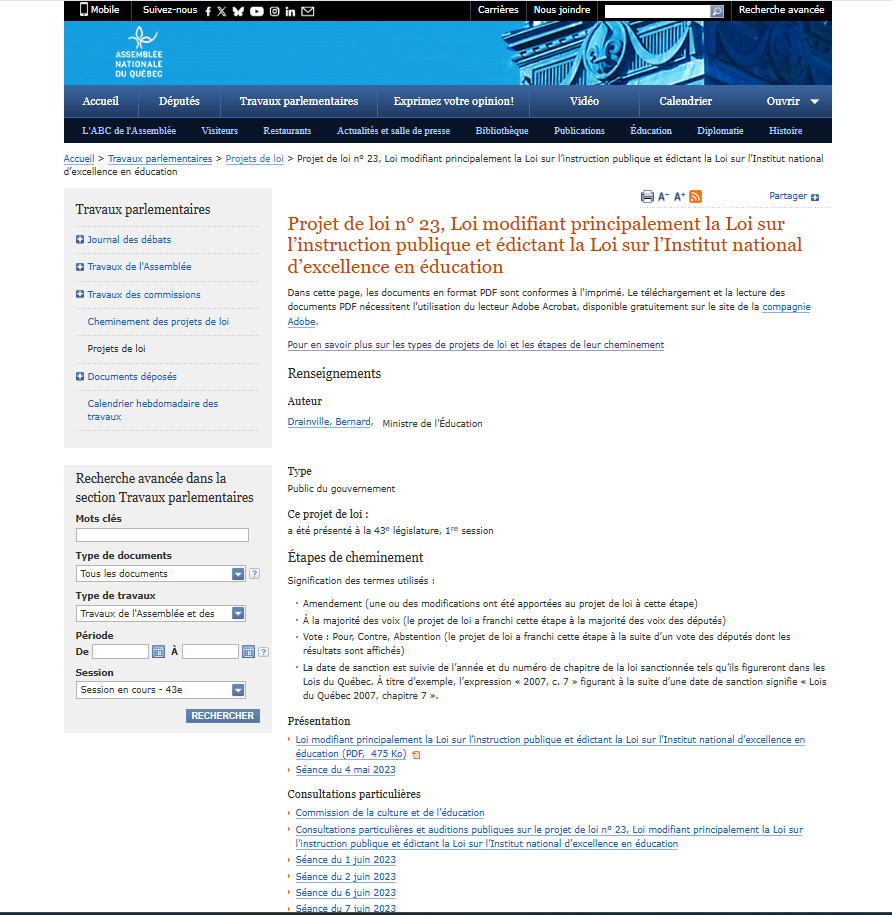 Mobile Suivez-nous Carrières Nous joindre Recherche avancée
ASSEMBLÉE
NATIONALE
DU QUÉBEC
Accueil Députés Travaux parlementaires Exprimez votre opinion! Vidéo Calendrier Ouvrir
L'ABC de l'Assemblée Visiteurs Restaurants Actualités et salle de presse Bibliothèque Publications Éducation Diplomatie Histoire
Accueil > Travaux parlementaires > Projets de loi > Projet de loi n° 23, Loi modifiant principalement la Loi sur l’instruction publique et édictant la Loi sur l’Institut national
d’excellence en éducation
Travaux parlementaires
Journal des débats
Travaux de l'Assemblée
Travaux des commissions
Cheminement des projets de loi
Projets de loi
Documents déposés
Calendrier hebdomadaire des
travaux
Recherche avancée dans la
section Travaux parlementaires
Mots clés
Type de documents
Tous les documents ?
Type de travaux
Travaux de l'Assemblée et des
Période
De À ?
Session
Session en cours - 43e
RECHERCHER
A- A+ Partager
Projet de loi n° 23, Loi modifiant principalement la Loi sur
l’instruction publique et édictant la Loi sur l’Institut national
d’excellence en éducation
Dans cette page, les documents en format PDF sont conformes à l'imprimé. Le téléchargement et la lecture des
documents PDF nécessitent l'utilisation du lecteur Adobe Acrobat, disponible gratuitement sur le site de la compagnie
Adobe.
Pour en savoir plus sur les types de projets de loi et les étapes de leur cheminement
Renseignements
Auteur
Drainville, Bernard, Ministre de l’Éducation
Type
Public du gouvernement
Ce projet de loi :
a été présenté à la 43e législature, 1re session
Étapes de cheminement
Signification des termes utilisés :
· Amendement (une ou des modifications ont été apportées au projet de loi à cette étape)
· À la majorité des voix (le projet de loi a franchi cette étape à la majorité des voix des députés)
· Vote : Pour, Contre, Abstention (le projet de loi a franchi cette étape à la suite d’un vote des députés dont les
résultats sont affichés)
· La date de sanction est suivie de l’année et du numéro de chapitre de la loi sanctionnée tels qu’ils figureront dans les
Lois du Québec. À titre d’exemple, l’expression « 2007, c. 7 » figurant à la suite d’une date de sanction signifie « Lois
du Québec 2007, chapitre 7 ».
Présentation
Loi modifiant principalement la Loi sur l’instruction publique et édictant la Loi sur l’Institut national d’excellence en
éducation (PDF, 475 Ko)
Séance du 4 mai 2023
Consultations particulières
Commission de la culture et de l’éducation
Consultations particulières et auditions publiques sur le projet de loi n° 23, Loi modifiant principalement la Loi sur
l’instruction publique et édictant la Loi sur l’Institut national d’excellence en éducation
Séance du 1 juin 2023
Séance du 2 juin 2023
Séance du 6 juin 2023
Séance du 7 juin 2023